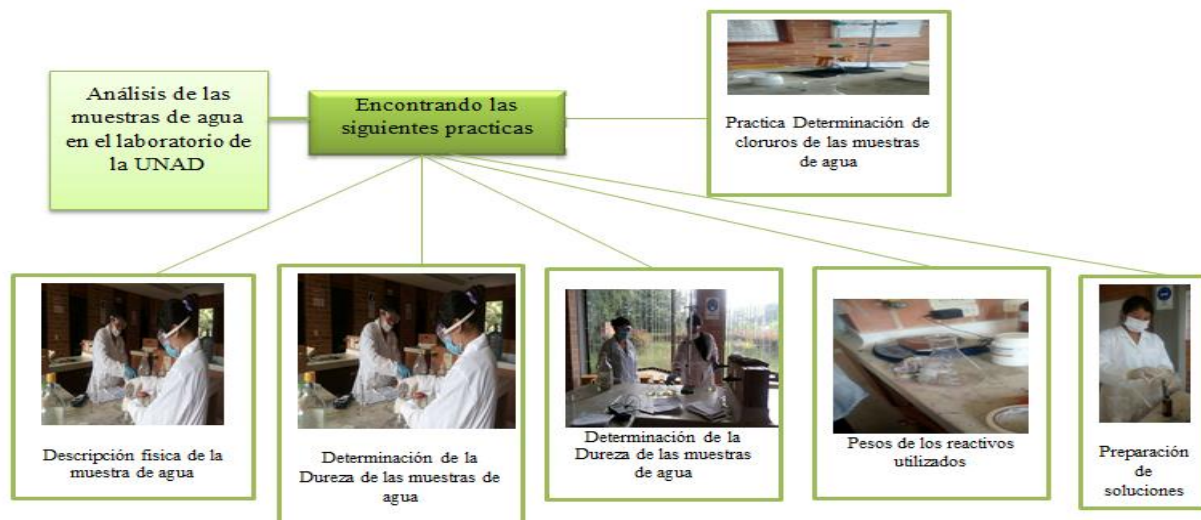 Análisis de las
muestras de agua
en el laboratorio de
la UNAD
Encontrando las
siguientes practicas
Practica Determinación de
cloruros de las muestras
de agua
Descripción física de la
muestra de agua
Determinación de la
Dureza de las muestras de
agua
Determinación de la
Dureza de las muestras
de agua
Pesos de los reactivos
utilizados
Preparación
de
soluciones